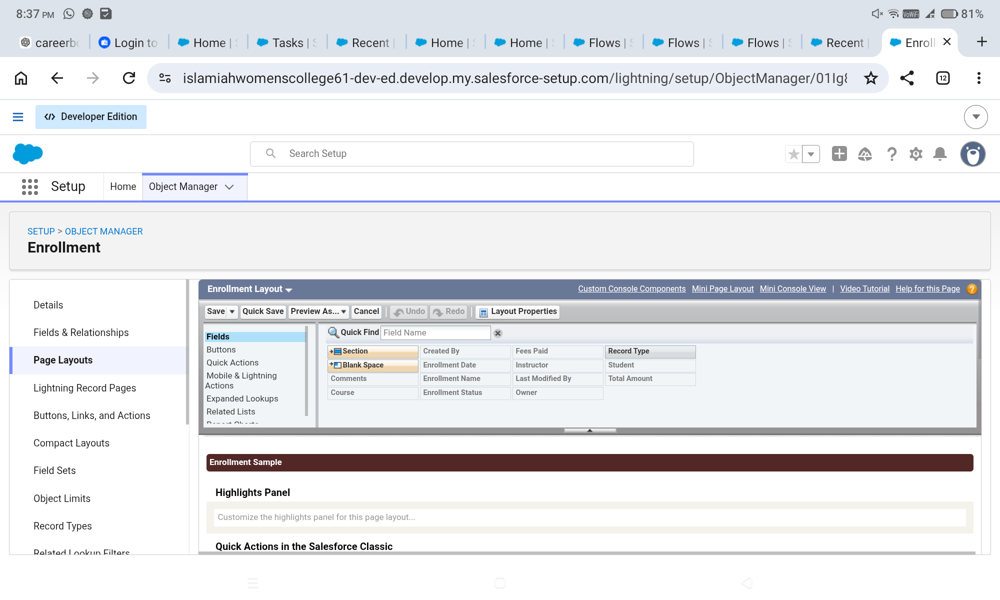 8:37 PM VoWiFi 81%
careerb Login to Home | Tasks | Recent | Home | Home | Flows | Flows | Flows | Recent | Enroll
islamiahwomenscollege61-dev-ed.develop.my.salesforce-setup.com/lightning/setup/ObjectManager/01Ig 12
Developer Edition
Search Setup
Setup Home Object Manager
SETUP > OBJECT MANAGER
Enrollment
Details
Fields & Relationships
Page Layouts
Lightning Record Pages
Buttons, Links, and Actions
Compact Layouts
Field Sets
Object Limits
Record Types
Related Lookup Filters
Enrollment Layout Custom Console Components Mini Page Layout Mini Console View | Video Tutorial Help for this Page ?
Save Quick Save Preview As... Cancel Undo Redo Layout Properties
Fields
Buttons
Quick Actions
Mobile & Lightning
Actions
Expanded Lookups
Related Lists
Report Charts
Quick Find Field Name
Section Created By Fees Paid Record Type
Blank Space Enrollment Date Instructor Student
Comments Enrollment Name Last Modified By Total Amount
Course Enrollment Status Owner
Enrollment Sample
Highlights Panel
Customize the highlights panel for this page layout...
Quick Actions in the Salesforce Classic